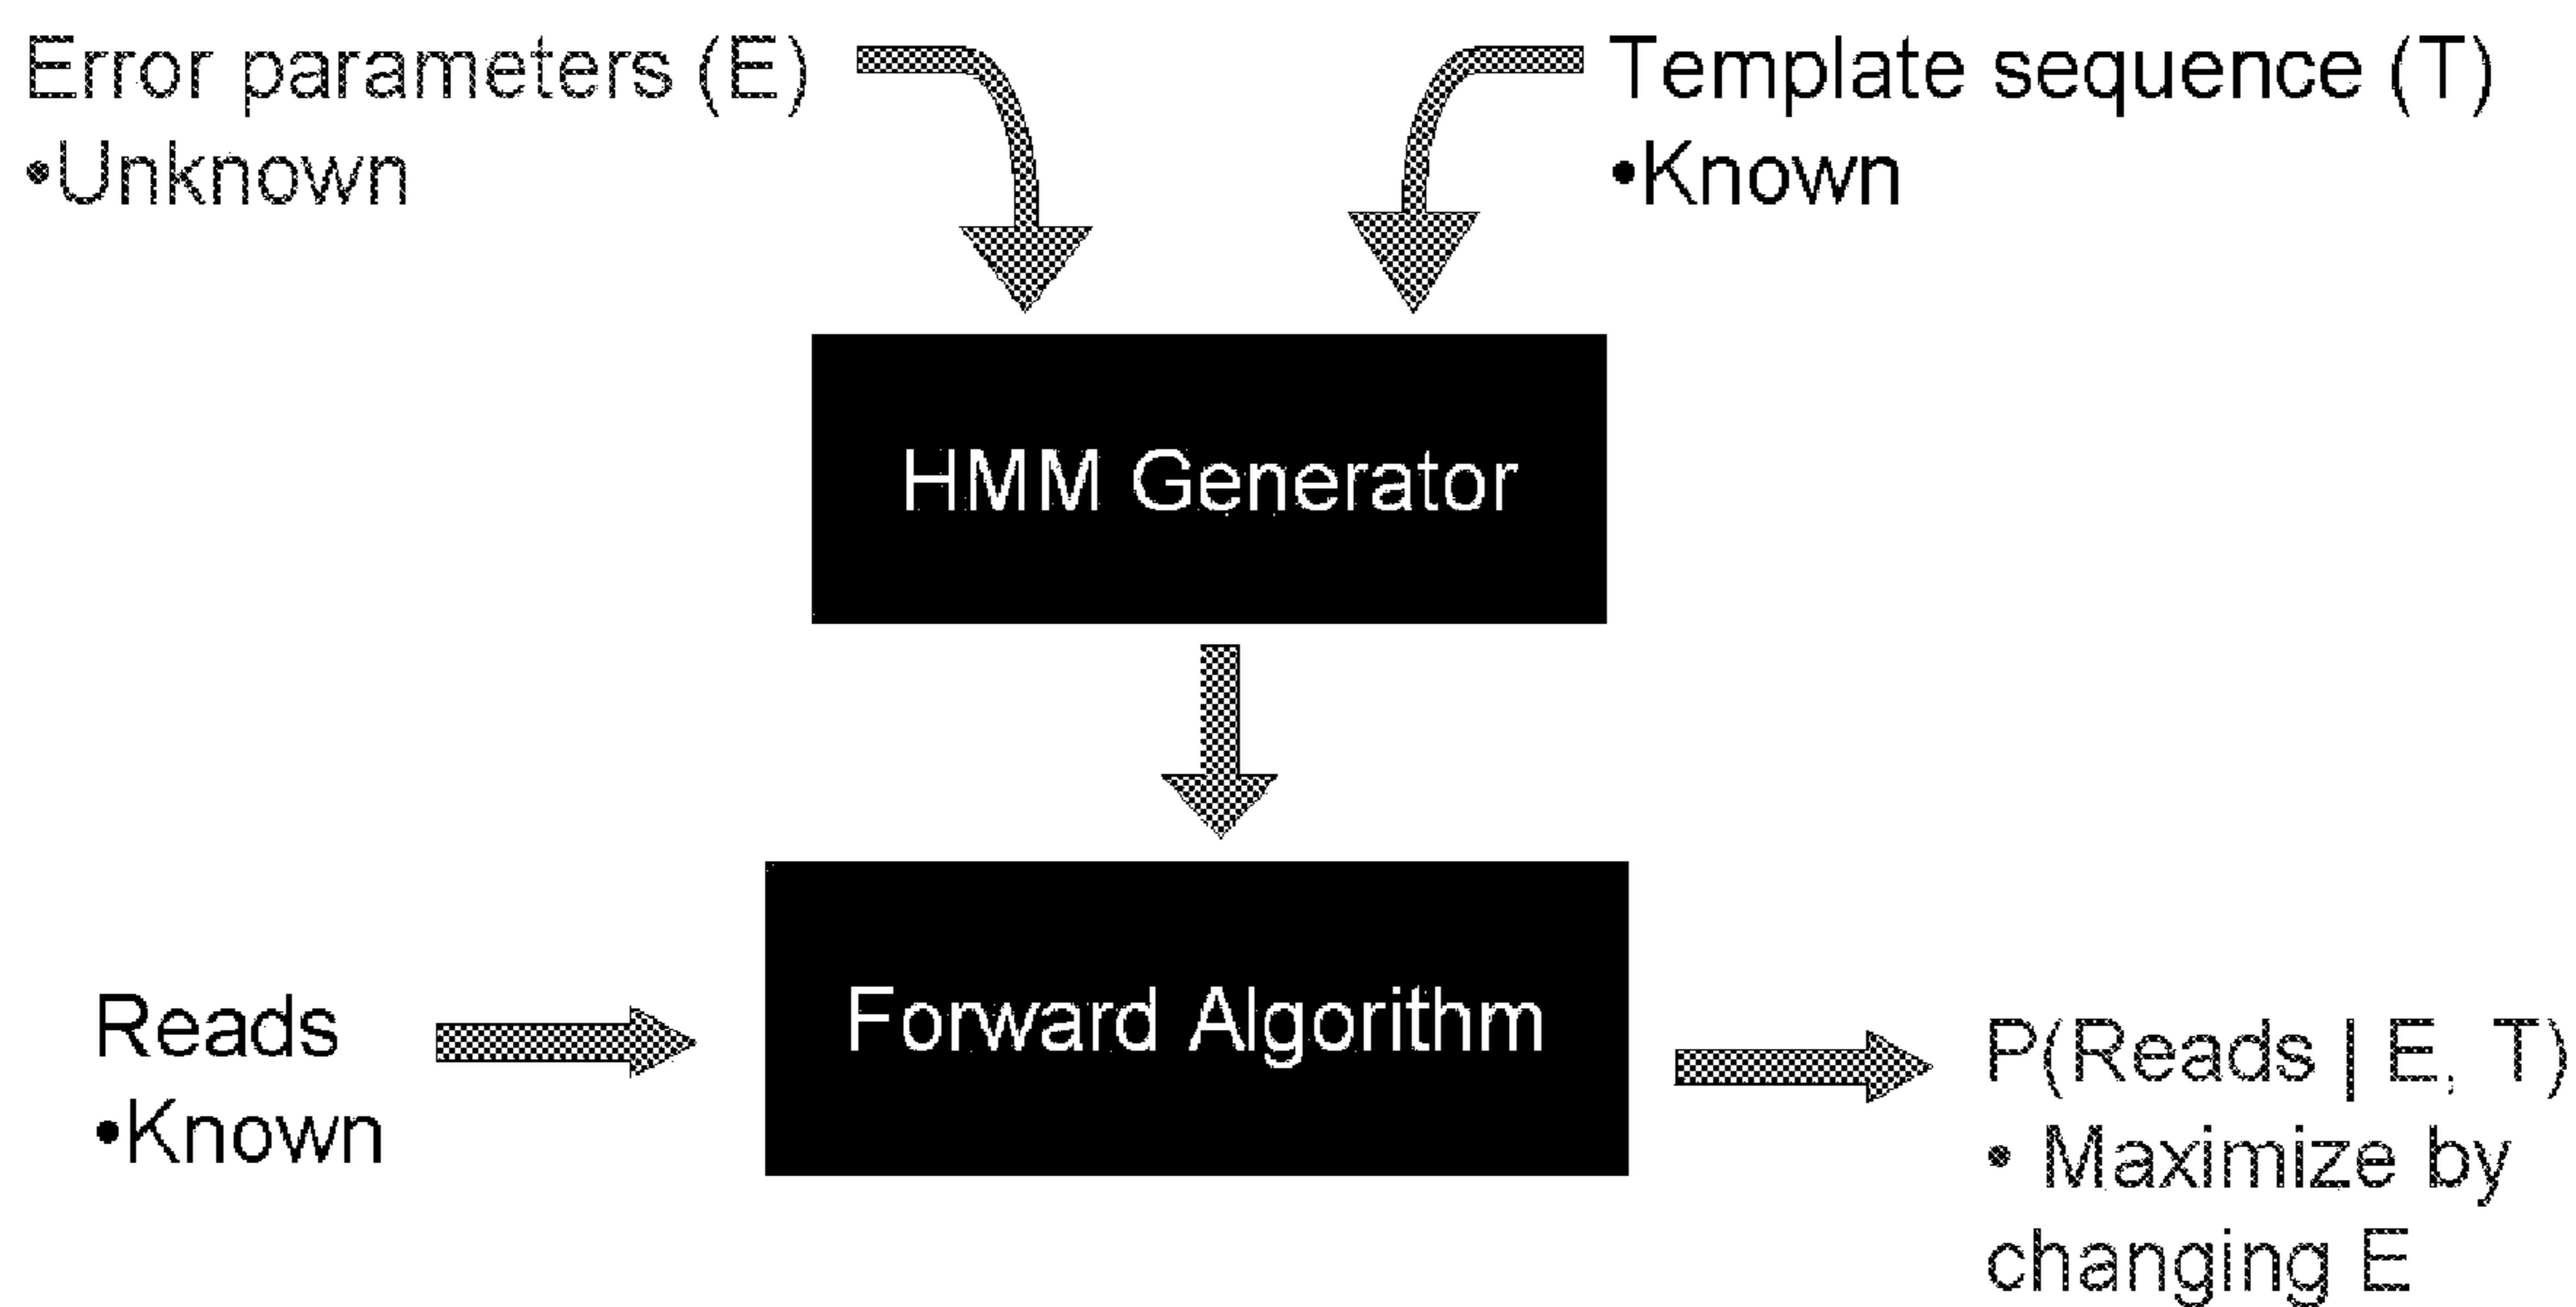 Error parameters (E)
•Unknown
Template sequence (T)
•Known
HMM Generator
Forward Algorithm
Reads
•Known
P(Reads | E, T)
• Maximize by
changing E